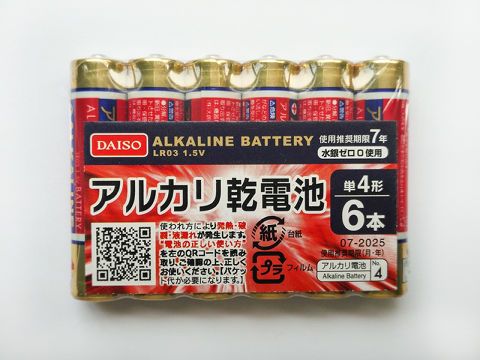 DAISO
ALKALINE BATTERY
LR03 1.5V
使用推奨期限7年
水銀ゼロ0使用
アルカリ乾電池
単4形
6本
使われ方により発熱・破
裂・液漏れが発生します。
"電池の正しい使い方"
を左のQRコードを読み
取り、ご確認の上、正しく
お使いください。【パケッ
ト代が必要になります。】
紙 台紙
プラ フィルム
07-2025
使用推奨期限(月-年)
アルカリ電池
Alkaline Battery
No.
4